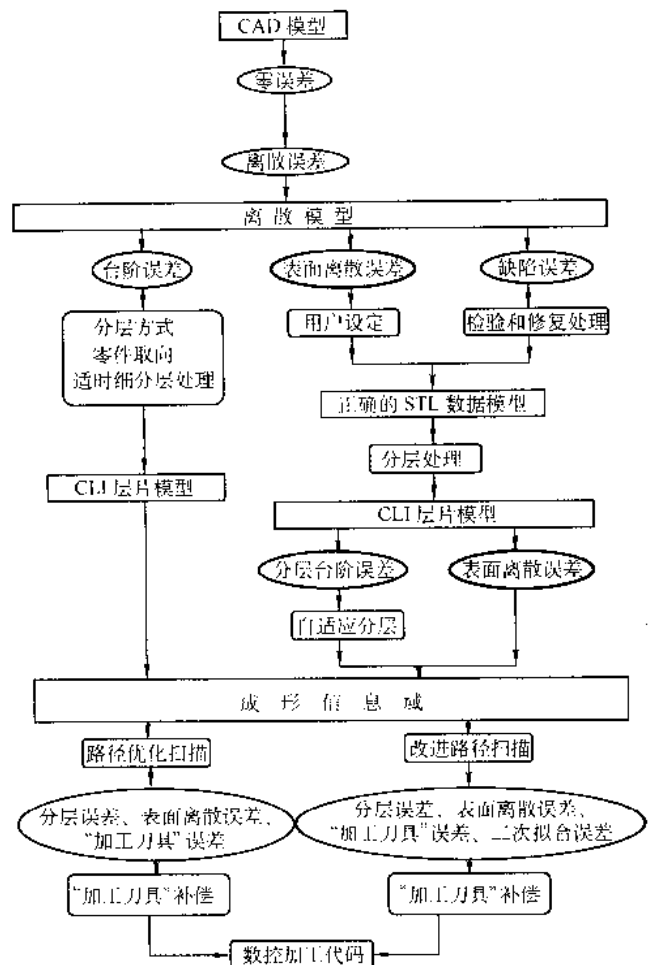 CAD 模型
零误差
离散误差
离 散 模 型
台阶误差
表面离散误差
缺陷误差
分层方式
零件取向
适时细分层处理
用户设定
检验和修复处理
正确的 STL 数据模型
分层处理
CLI 层片模型
CLI 层片模型
分层台阶误差
表面离散误差
自适应分层
成 形 信 息 域
路径优化扫描
改进路径扫描
分层误差、表面离散误差、
“加工刀具”误差
分层误差、表面离散误差、
“加工刀具”误差、二次拟合误差
“加工刀具”补偿
“加工刀具”补偿
数控加工代码